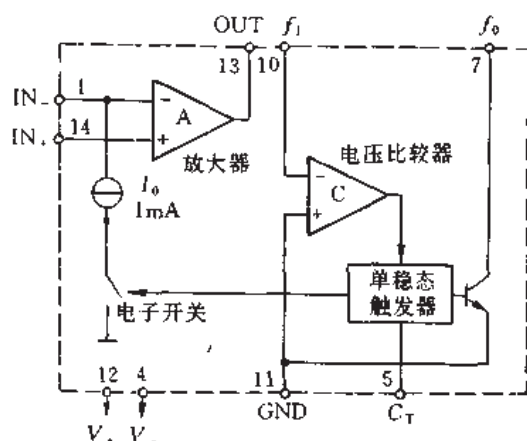 OUT f₁ f₀
13 10 7
IN₋ 1
IN₊ 14
− A +
放大器
电压比较器
− C +
I₀
1mA
单稳态
触发器
电子开关
12 4 11 5
GND C_T
V₊ V₋